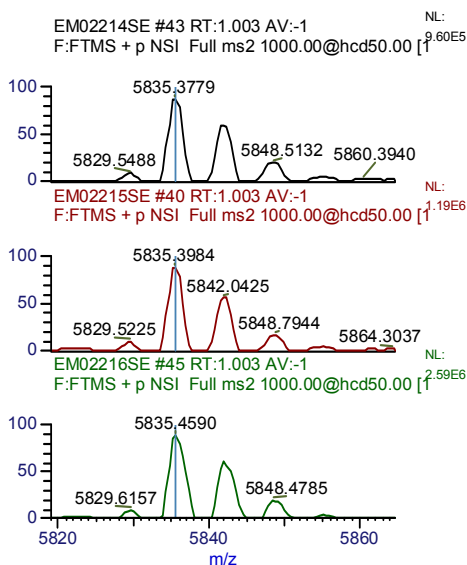 EM02214SE #43 RT:1.003 AV:-1
NL:
F:FTMS + p NSI Full ms2 1000.00@hcd50.00 [1
9.60E5
5835.3779
100
5848.5132
5829.5488
5860.3940
50
0
EM02215SE #40 RT:1.003 AV:-1
NL:
F:FTMS + p NSI Full ms2 1000.00@hcd50.00 [1
1.19E6
5835.3984
100
5842.0425
5829.5225
5848.7944
5864.3037
50
0
EM02216SE #45 RT:1.003 AV:-1
NL:
F:FTMS + p NSI Full ms2 1000.00@hcd50.00 [1
2.59E6
5835.4590
100
5829.6157
5848.4785
50
0
5820
5840
5860
m/z